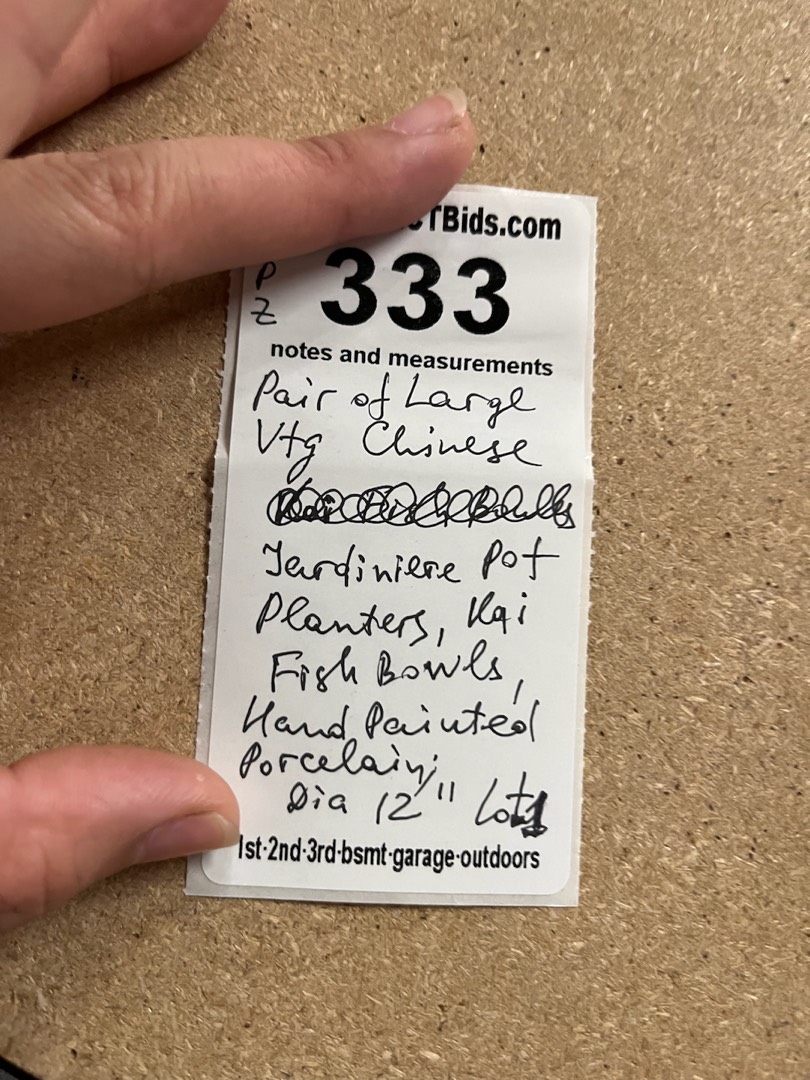 TBids.com
P
Z
333
notes and measurements
Pair of Large
Vtg Chinese
Jardiniere Pot
Planters, Kai
Fish Bowls,
Hand Painted
Porcelain;
Dia 12" Lot1
1st·2nd·3rd·bsmt·garage·outdoors